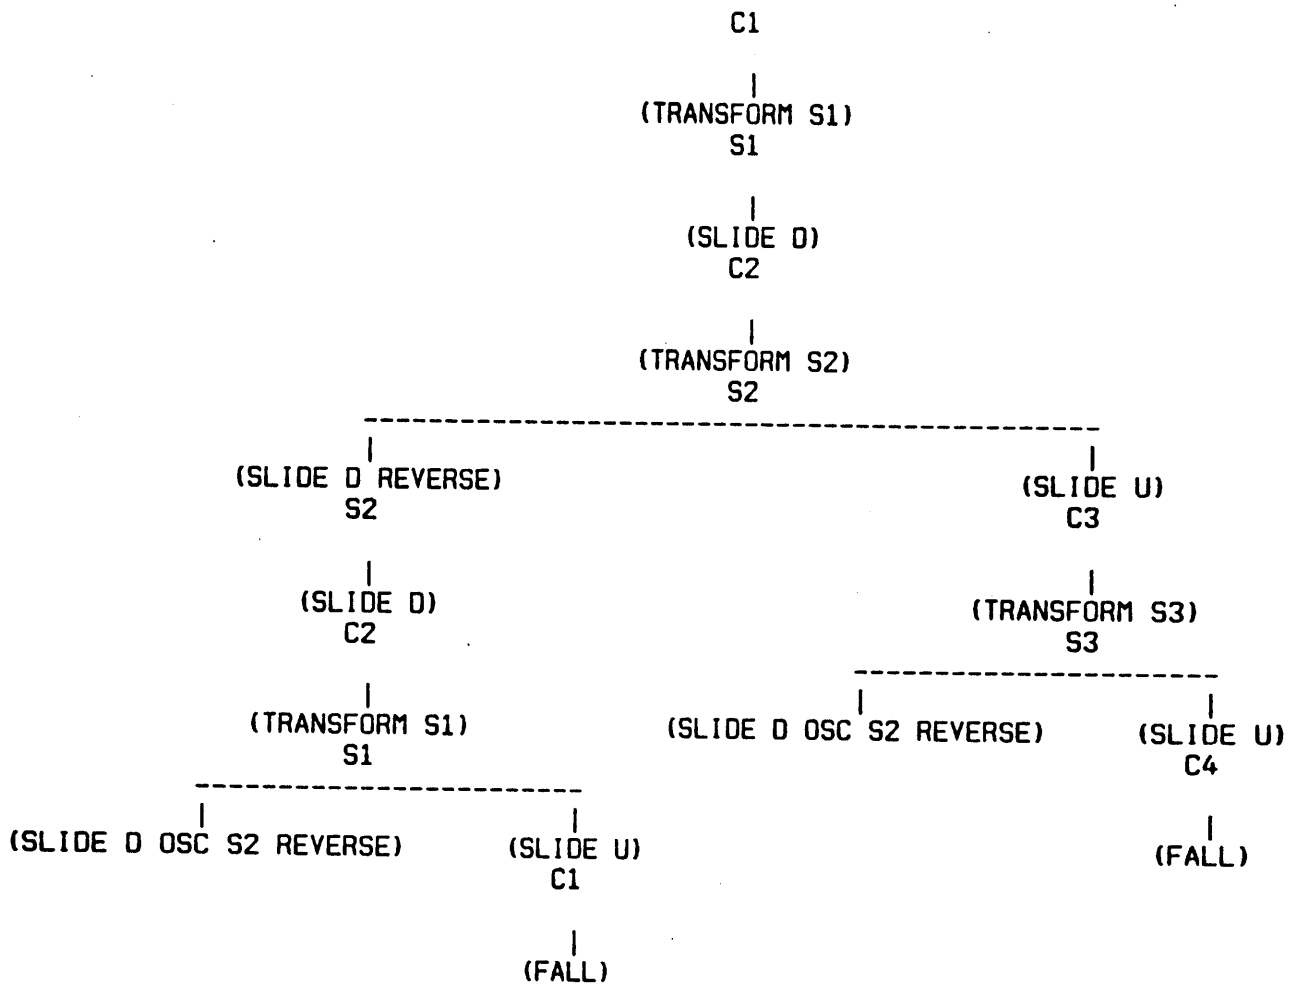 C1
|
(TRANSFORM S1)
S1
|
(SLIDE D)
C2
|
(TRANSFORM S2)
S2
----------------------------------------------
| |
(SLIDE D REVERSE) (SLIDE U)
S2 C3
| |
(SLIDE D) (TRANSFORM S3)
C2 S3
-----------------------
| | |
(TRANSFORM S1) (SLIDE D OSC S2 REVERSE) (SLIDE U)
S1 C4
------------------------
| | |
(SLIDE D OSC S2 REVERSE) (SLIDE U) (FALL)
C1
|
(FALL)